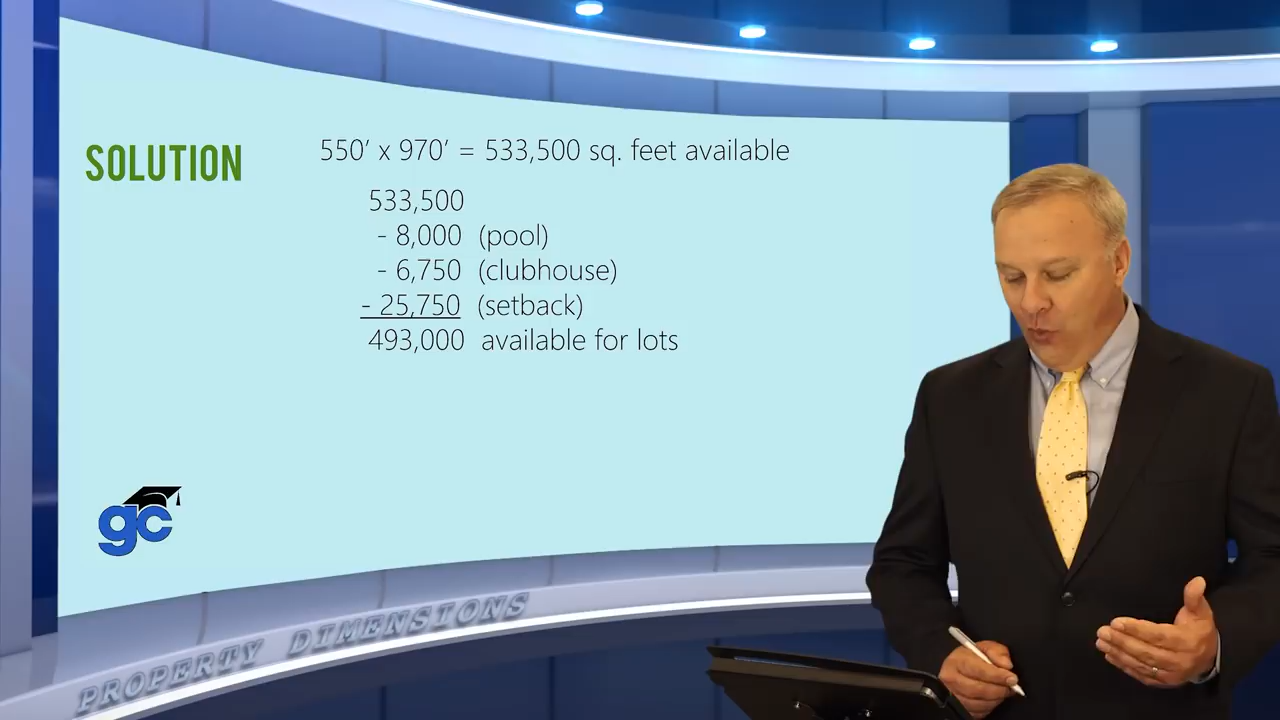 SOLUTION
550’ x 970’ = 533,500 sq. feet available
533,500
- 8,000 (pool)
- 6,750 (clubhouse)
- 25,750 (setback)
493,000 available for lots
gc
PROPERTY DIMENSIONS